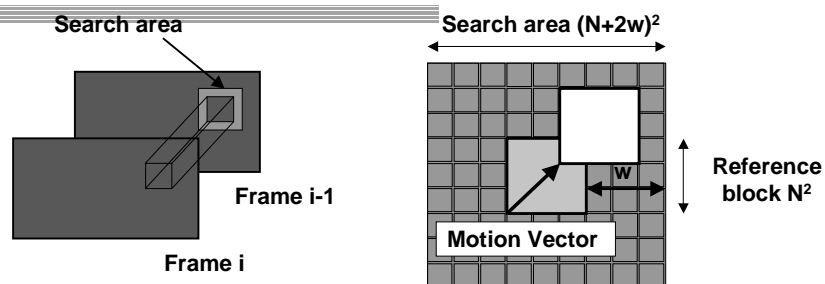 Search area
Frame i-1
Frame i
Search area (N+2w)²
w
Reference
block N²
Motion Vector